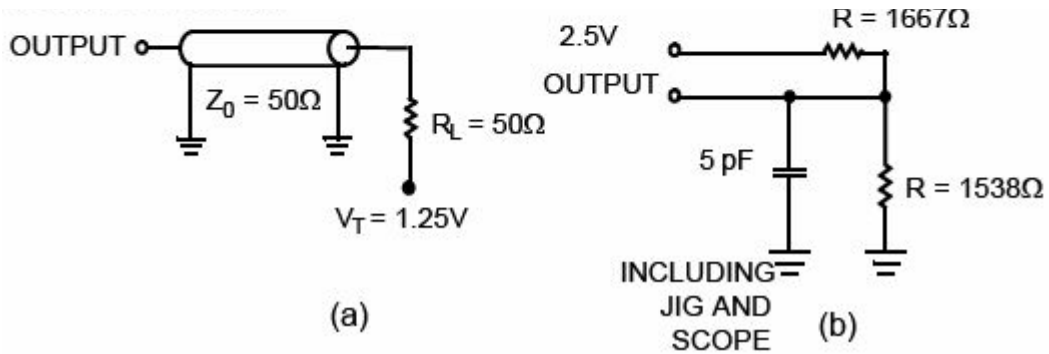 OUTPUT
Z0 = 50Ω
RL = 50Ω
VT = 1.25V
(a)
R = 1667Ω
2.5V
OUTPUT
5 pF
R = 1538Ω
INCLUDING
JIG AND
SCOPE
(b)